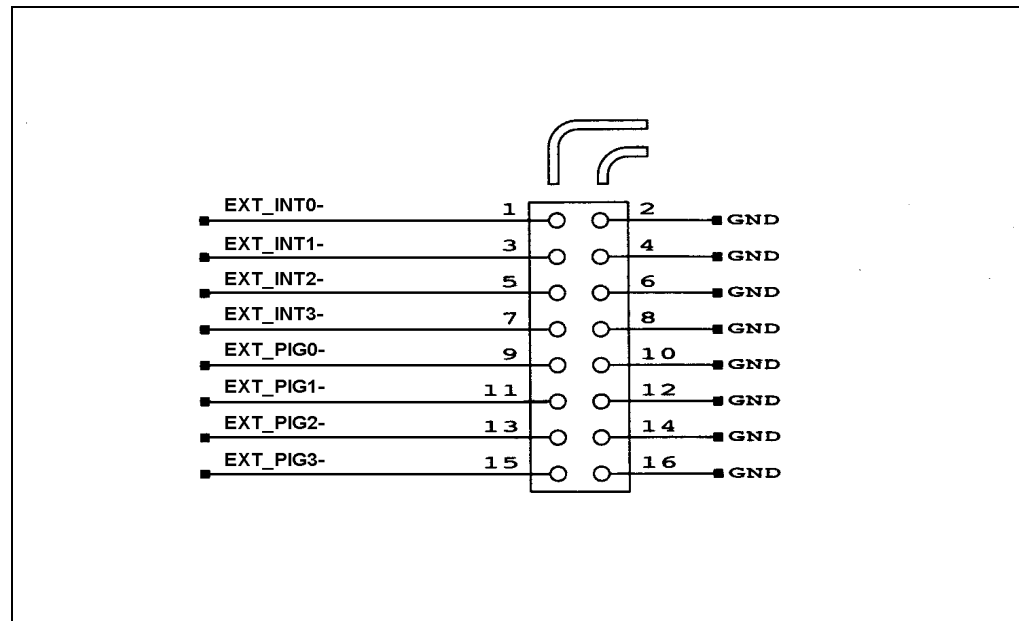 EXT_INT0- 1 2 GND
EXT_INT1- 3 4 GND
EXT_INT2- 5 6 GND
EXT_INT3- 7 8 GND
EXT_PIG0- 9 10 GND
EXT_PIG1- 11 12 GND
EXT_PIG2- 13 14 GND
EXT_PIG3- 15 16 GND